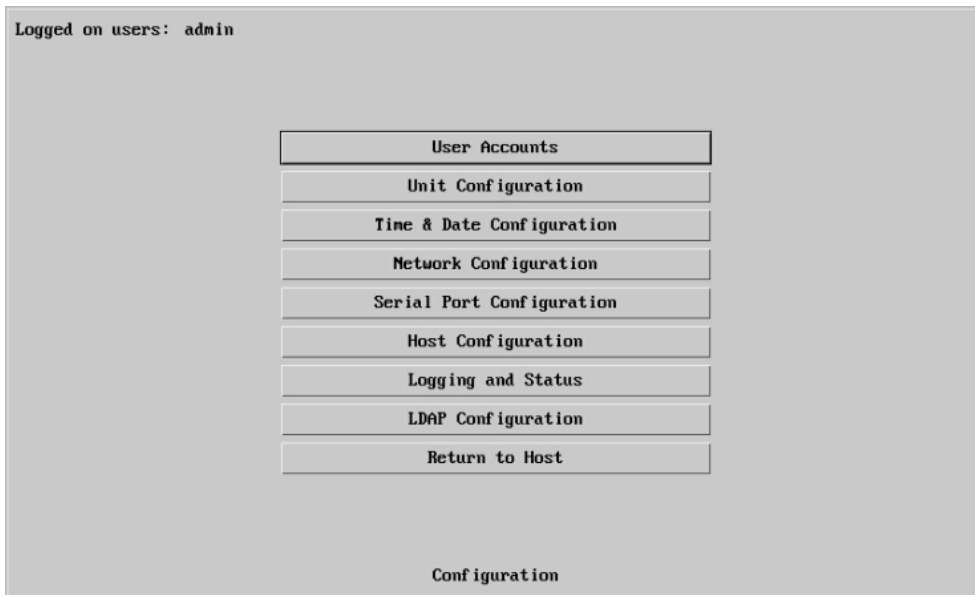 Logged on users: admin
User Accounts
Unit Configuration
Time & Date Configuration
Network Configuration
Serial Port Configuration
Host Configuration
Logging and Status
LDAP Configuration
Return to Host
Configuration